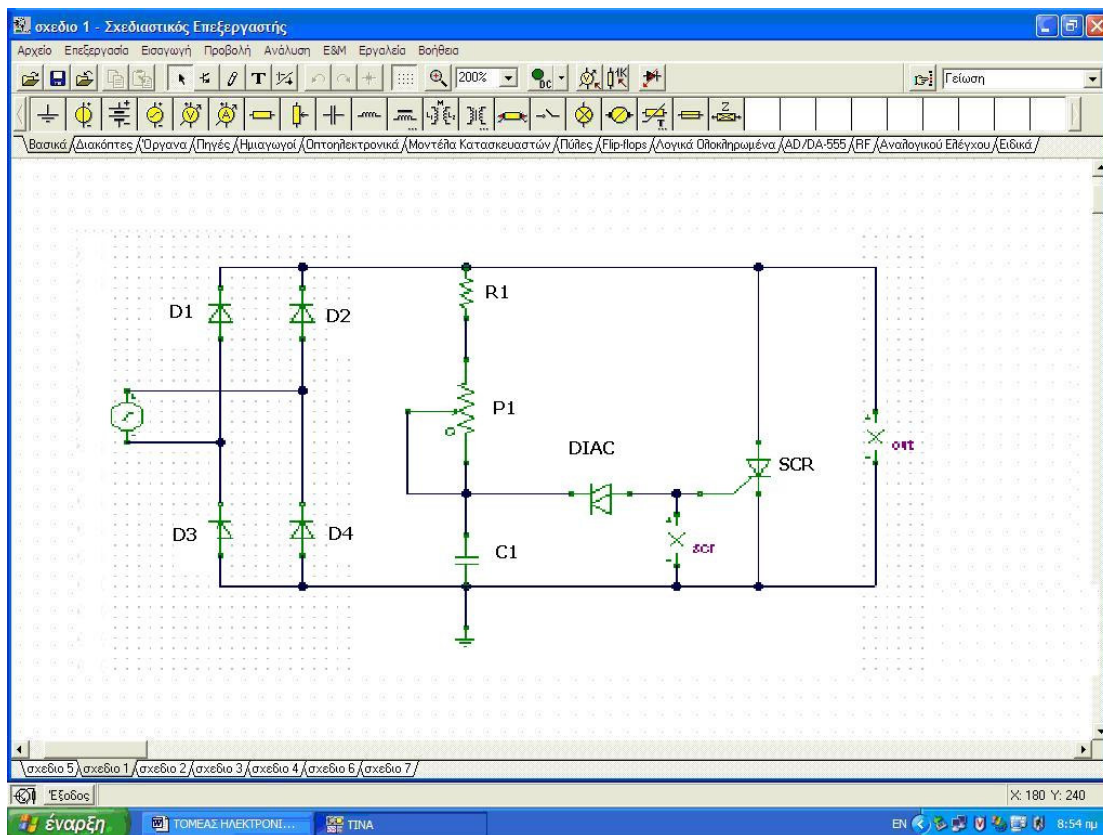 σχεδιο 1 - Σχεδιαστικός Επεξεργαστής
Αρχείο Επεξεργασία Εισαγωγή Προβολή Ανάλυση E&M Εργαλεία Βοήθεια
200% DC 1K Γείωση
V A M T Z
Βασικά Διακόπτες Όργανα Πηγές Ημιαγωγοί Οπτοηλεκτρονικά Μοντέλα Κατασκευαστών Πύλες Flip-flops Λογικά Ολοκληρωμένα AD/DA-555 RF Αναλογικού Ελέγχου Ειδικά
R1
D1 D2
P1
out
DIAC
SCR
D3 D4
C1
scr
σχεδιο 5 σχεδιο 1 σχεδιο 2 σχεδιο 3 σχεδιο 4 σχεδιο 6 σχεδιο 7
Έξοδος X: 180 Y: 240
έναρξη ΤΟΜΕΑΣ ΗΛΕΚΤΡΟΝΙ... TINA EN 8:54 πμ